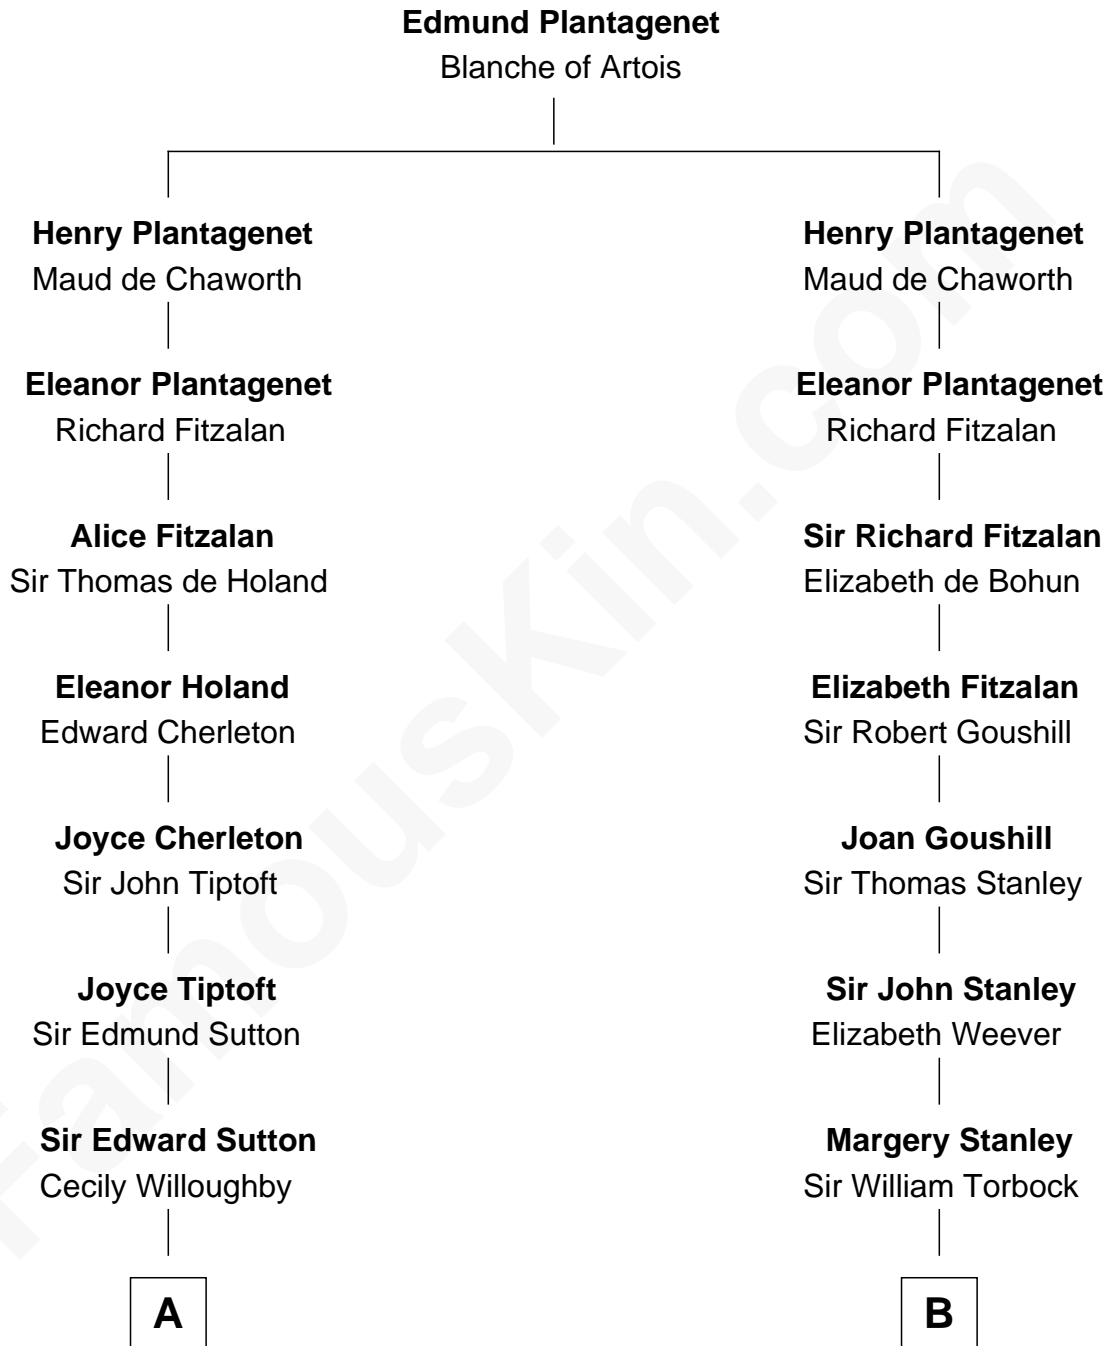 Edmund Plantagenet
Blanche of Artois
Henry Plantagenet
Maud de Chaworth
Eleanor Plantagenet
Richard Fitzalan
Alice Fitzalan
Sir Thomas de Holand
Eleanor Holand
Edward Cherleton
Joyce Cherleton
Sir John Tiptoft
Joyce Tiptoft
Sir Edmund Sutton
Sir Edward Sutton
Cecily Willoughby
A
Henry Plantagenet
Maud de Chaworth
Eleanor Plantagenet
Richard Fitzalan
Sir Richard Fitzalan
Elizabeth de Bohun
Elizabeth Fitzalan
Sir Robert Goushill
Joan Goushill
Sir Thomas Stanley
Sir John Stanley
Elizabeth Weever
Margery Stanley
Sir William Torbock
B
FamousKin.com